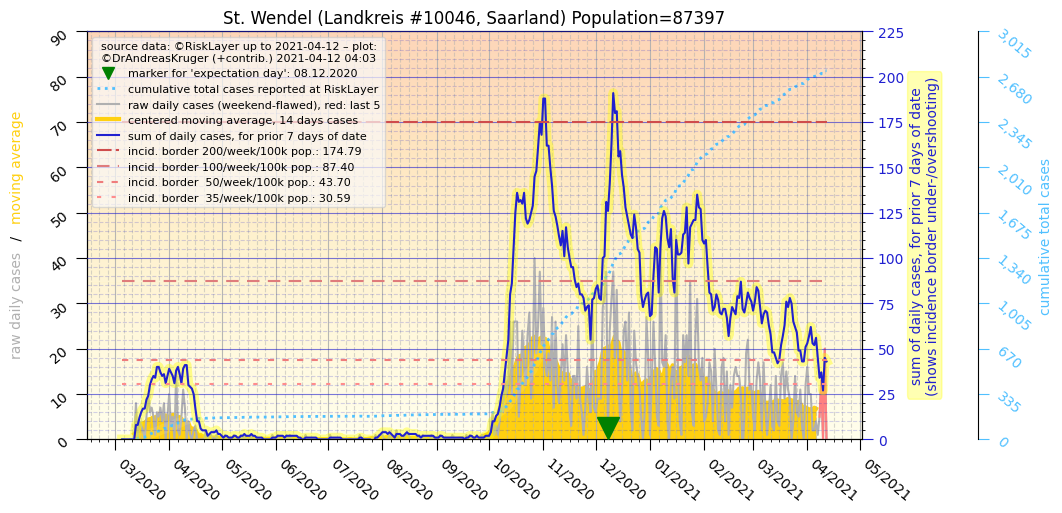 St. Wendel (Landkreis #10046, Saarland) Population=87397
source data: ©RiskLayer up to 2021-04-12 – plot:
©DrAndreasKruger (+contrib.) 2021-04-12 04:03
marker for 'expectation day': 08.12.2020
cumulative total cases reported at RiskLayer
raw daily cases (weekend-flawed), red: last 5
centered moving average, 14 days cases
sum of daily cases, for prior 7 days of date
incid. border 200/week/100k pop.: 174.79
incid. border 100/week/100k pop.: 87.40
incid. border  50/week/100k pop.: 43.70
incid. border  35/week/100k pop.: 30.59
raw daily cases / moving average
90
80
70
60
50
40
30
20
10
0
03/2020
04/2020
05/2020
06/2020
07/2020
08/2020
09/2020
10/2020
11/2020
12/2020
01/2021
02/2021
03/2021
04/2021
05/2021
225
200
175
150
125
100
75
50
25
0
sum of daily cases, for prior 7 days of date
(shows incidence border under-/overshooting)
3,015
2,680
2,345
2,010
1,675
1,340
1,005
670
335
0
cumulative total cases